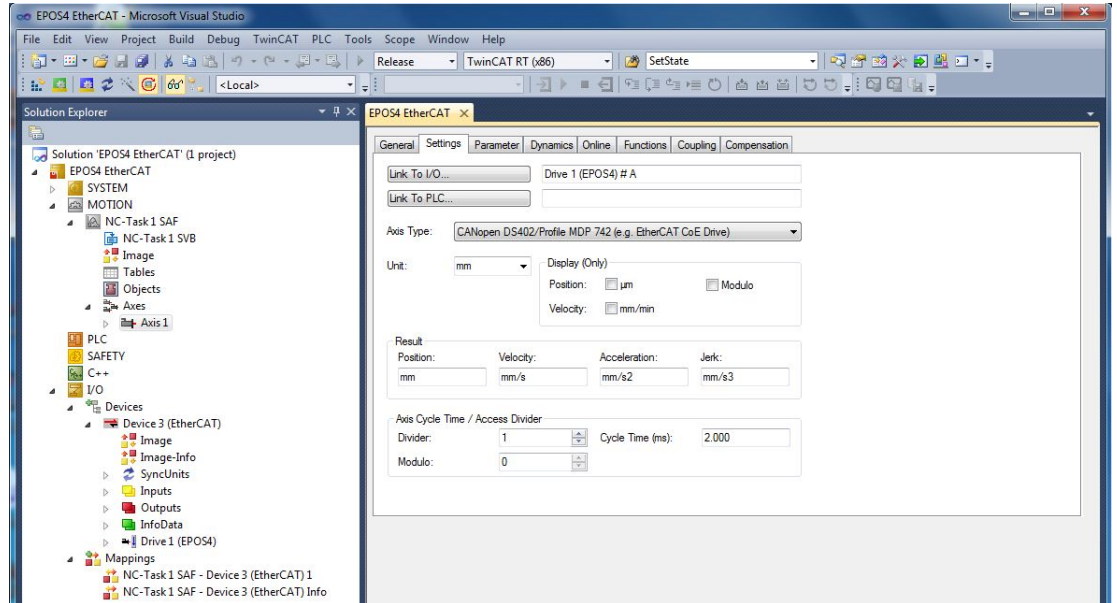 EPOS4 EtherCAT - Microsoft Visual Studio
File Edit View Project Build Debug TwinCAT PLC Tools Scope Window Help
Release TwinCAT RT (x86) SetState
<Local>
Solution Explorer
EPOS4 EtherCAT
Solution 'EPOS4 EtherCAT' (1 project)
EPOS4 EtherCAT
SYSTEM
MOTION
NC-Task 1 SAF
NC-Task 1 SVB
Image
Tables
Objects
Axes
Axis 1
PLC
SAFETY
C++
I/O
Devices
Device 3 (EtherCAT)
Image
Image-Info
SyncUnits
Inputs
Outputs
InfoData
Drive 1 (EPOS4)
Mappings
NC-Task 1 SAF - Device 3 (EtherCAT) 1
NC-Task 1 SAF - Device 3 (EtherCAT) Info
General Settings Parameter Dynamics Online Functions Coupling Compensation
Link To I/O... Drive 1 (EPOS4) # A
Link To PLC...
Axis Type: CANopen DS402/Profile MDP 742 (e.g. EtherCAT CoE Drive)
Unit: mm Display (Only)
Position: µm Modulo
Velocity: mm/min
Result
Position: Velocity: Acceleration: Jerk:
mm mm/s mm/s2 mm/s3
Axis Cycle Time / Access Divider
Divider: 1 Cycle Time (ms): 2.000
Modulo: 0